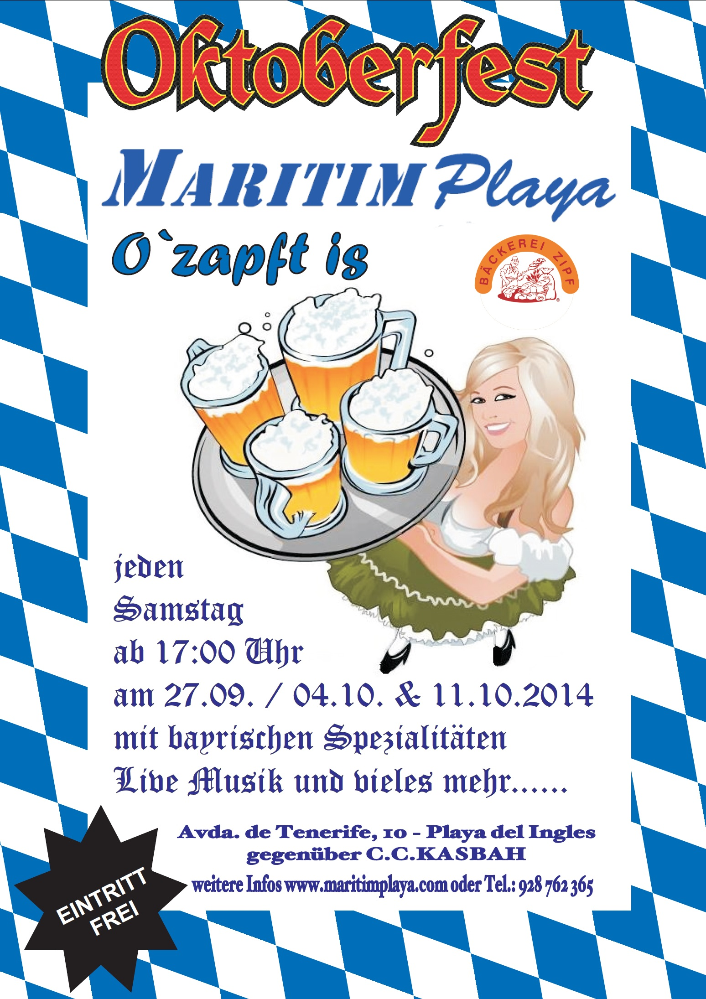 Oktoberfest
MARITIM Playa
O`zapft is
BÄCKEREI ZIPF
MEHL
KG
®
jeden
Samstag
ab 17:00 Uhr
am 27.09. / 04.10. & 11.10.2014
mit bayrischen Spezialitäten
Live Musik und vieles mehr......
Avda. de Tenerife, 10 - Playa del Ingles
gegenüber C.C.KASBAH
weitere Infos www.maritimplaya.com oder Tel.: 928 762 365
EINTRITT
FREI